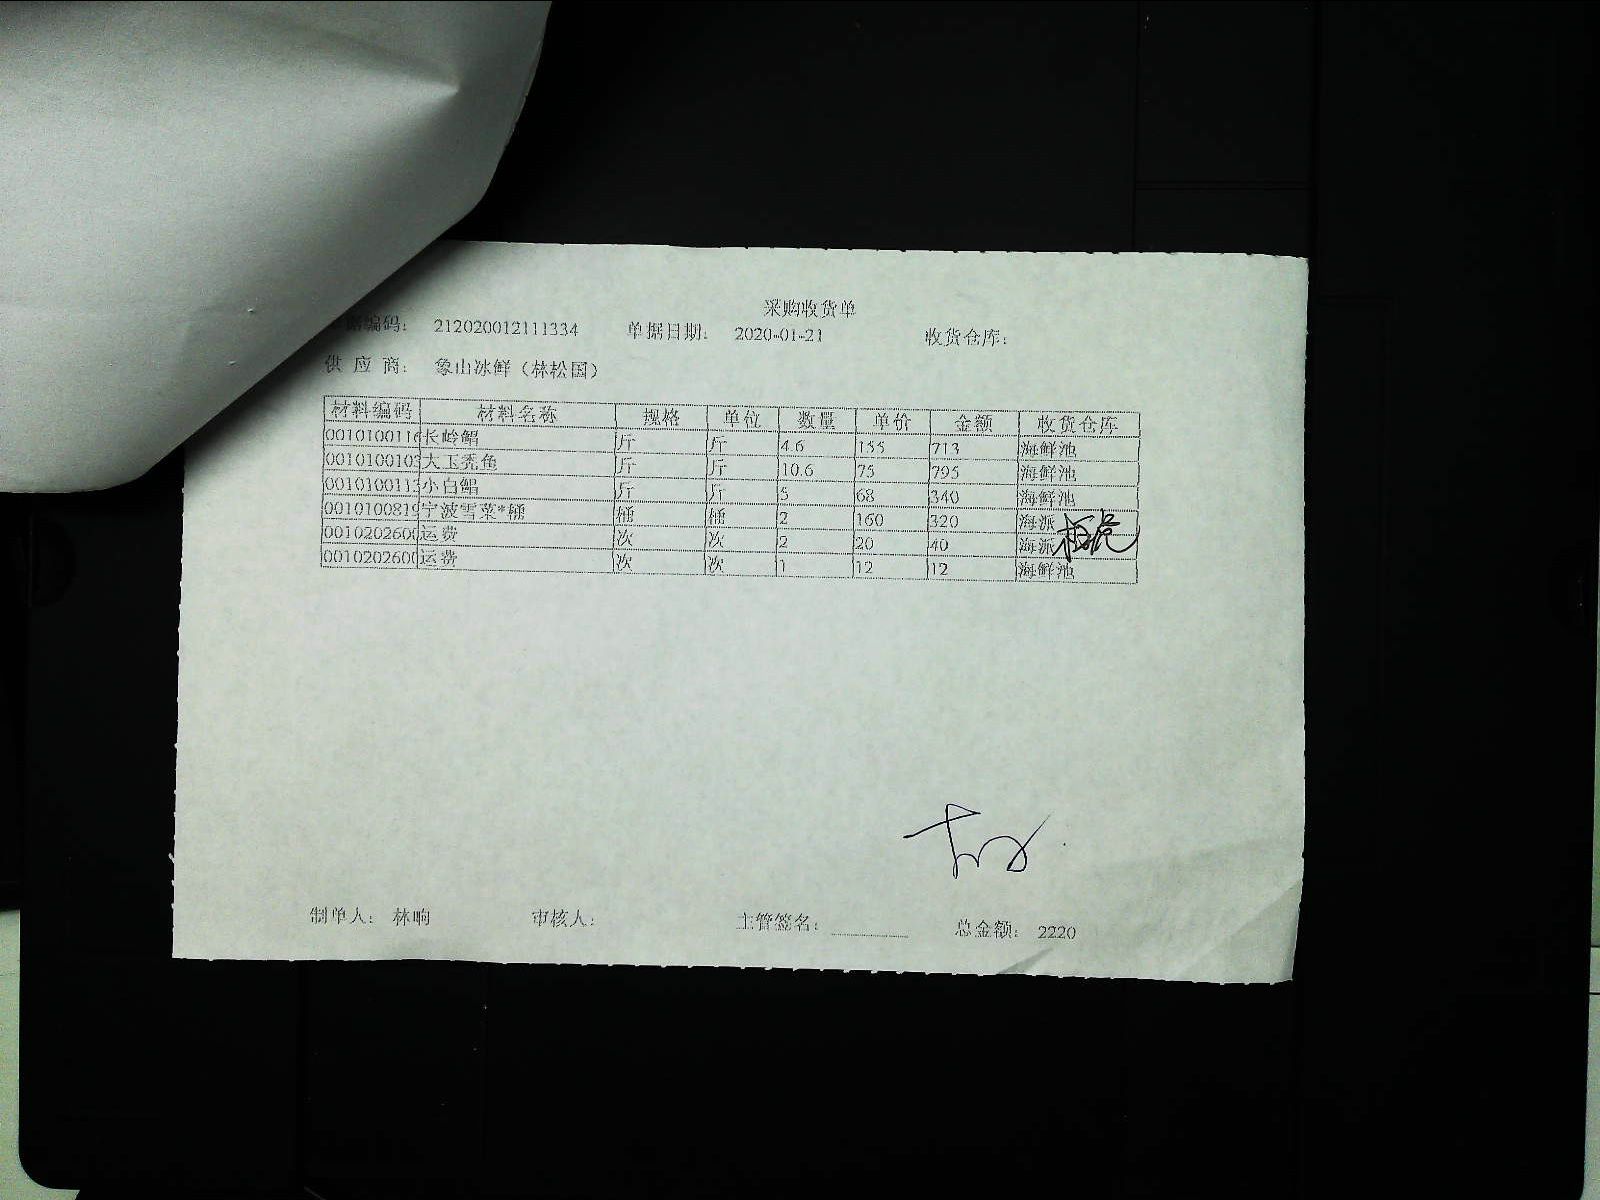 采购收货单
编码： 212020012111334 单据日期： 2020-01-21 收货仓库：
供 应 商： 象山冰鲜（林松国）
材料编码 材料名称 规格 单位 数量 单价 金额 收货仓库
0010100116 长岭鲳 斤 斤 4.6 155 713 海鲜池
0010100103 大玉秃鱼 斤 斤 10.6 75 795 海鲜池
0010100113 小白鲳 斤 斤 5 68 340 海鲜池
0010100819 宁波雪菜*桶 桶 桶 2 160 320 海派
0010202600 运费 次 次 2 20 40 海派
0010202600 运费 次 次 1 12 12 海鲜池
制单人： 林响 审核人： 主管签名： 总金额： 2220